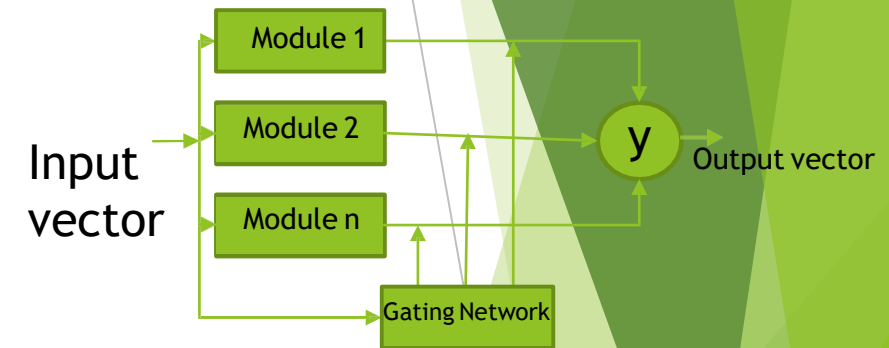 Module 1
Module 2
Module n
Input
vector
y
Output vector
Gating Network